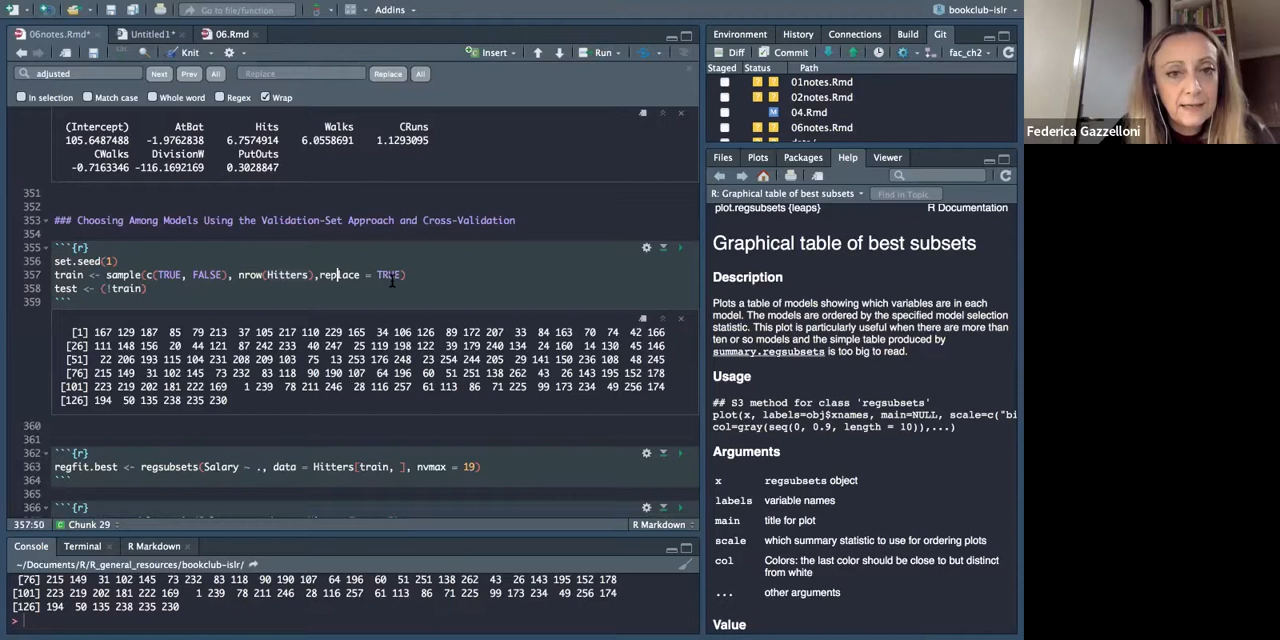 Go to file/function
Addins
bookclub-islr
06notes.Rmd*
Untitled1*
06.Rmd
Knit
Insert
Run
adjusted
Next
Prev
All
Replace
Replace
All
In selection
Match case
Whole word
Regex
Wrap
(Intercept) AtBat Hits Walks CRuns
105.6487488 -1.9762838 6.7574914 6.0558691 1.1293095
CWalks DivisionW PutOuts
-0.7163346 -116.1692169 0.3028847
351
352
353 ### Choosing Among Models Using the Validation-Set Approach and Cross-Validation
354
355 ```{r}
356 set.seed(1)
357 train <- sample(c(TRUE, FALSE), nrow(Hitters),replace = TRUE)
358 test <- (!train)
359 ```
[1] 167 129 187 85 79 213 37 105 217 110 229 165 34 106 126 89 172 207 33 84 163 70 74 42 166
[26] 111 148 156 20 44 121 87 242 233 40 247 25 119 198 122 39 179 240 134 24 160 14 130 45 146
[51] 22 206 193 115 104 231 208 209 103 75 13 253 176 248 23 254 244 205 29 141 150 236 108 48 245
[76] 215 149 31 102 145 73 232 83 118 90 190 107 64 196 60 51 251 138 262 43 26 143 195 152 178
[101] 223 219 202 181 222 169 1 239 78 211 246 28 116 257 61 113 86 71 225 99 173 234 49 256 174
[126] 194 50 135 238 235 230
360
361
362 ```{r}
363 regfit.best <- regsubsets(Salary ~ ., data = Hitters[train, ], nvmax = 19)
364 ```
365
366 ```{r}
357:50
Chunk 29
R Markdown
Console
Terminal
R Markdown
~/Documents/R/R_general_resources/bookclub-islr/
[76] 215 149 31 102 145 73 232 83 118 90 190 107 64 196 60 51 251 138 262 43 26 143 195 152 178
[101] 223 219 202 181 222 169 1 239 78 211 246 28 116 257 61 113 86 71 225 99 173 234 49 256 174
[126] 194 50 135 238 235 230
>
Environment
History
Connections
Build
Git
Diff
Commit
fac_ch2
Staged Status Path
01notes.Rmd
02notes.Rmd
M 04.Rmd
06notes.Rmd
Files
Plots
Packages
Help
Viewer
R: Graphical table of best subsets
Find in Topic
plot.regsubsets {leaps}
R Documentation
Graphical table of best subsets
Description
Plots a table of models showing which variables are in each
model. The models are ordered by the specified model selection
statistic. This plot is particularly useful when there are more than
ten or so models and the simple table produced by
summary.regsubsets is too big to read.
Usage
## S3 method for class 'regsubsets'
plot(x, labels=obj$xnames, main=NULL, scale=c("bi
col=gray(seq(0, 0.9, length = 10)),...)
Arguments
x regsubsets object
labels variable names
main title for plot
scale which summary statistic to use for ordering plots
col Colors: the last color should be close to but distinct
from white
... other arguments
Value
Federica Gazzelloni